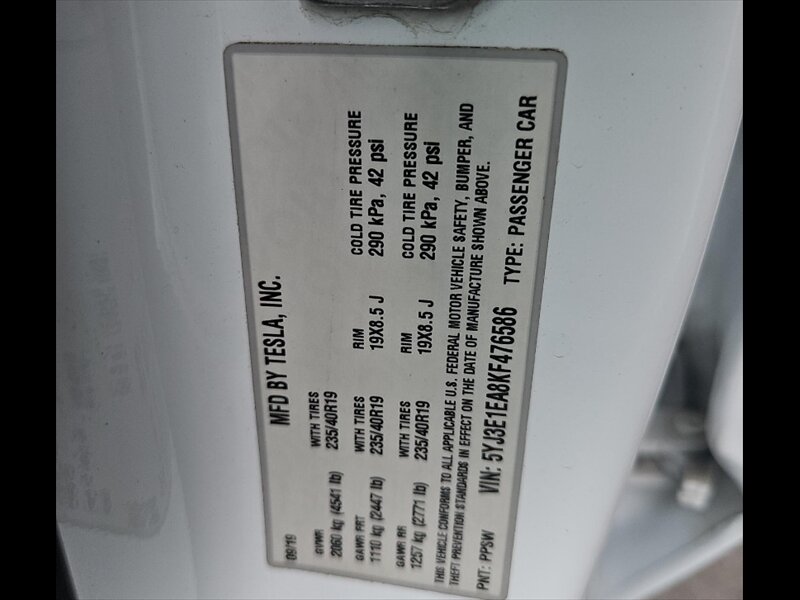 MFD BY TESLA, INC.
09/19
GVWR WITH TIRES
2060 kg (4541 lb) 235/40R19
GAWR FRT WITH TIRES RIM COLD TIRE PRESSURE
1110 kg (2447 lb) 235/40R19 19X8.5 J 290 kPa, 42 psi
GAWR RR WITH TIRES RIM COLD TIRE PRESSURE
1257 kg (2771 lb) 235/40R19 19X8.5 J 290 kPa, 42 psi
THIS VEHICLE CONFORMS TO ALL APPLICABLE U.S. FEDERAL MOTOR VEHICLE SAFETY, BUMPER, AND
THEFT PREVENTION STANDARDS IN EFFECT ON THE DATE OF MANUFACTURE SHOWN ABOVE.
PNT: PPSW VIN: 5YJ3E1EA8KF476586 TYPE: PASSENGER CAR